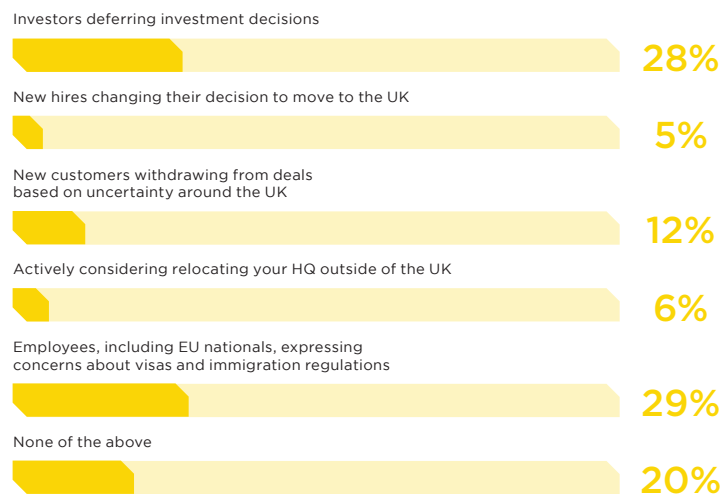 Investors deferring investment decisions
28%
New hires changing their decision to move to the UK
5%
New customers withdrawing from deals
based on uncertainty around the UK
12%
Actively considering relocating your HQ outside of the UK
6%
Employees, including EU nationals, expressing
concerns about visas and immigration regulations
29%
None of the above
20%